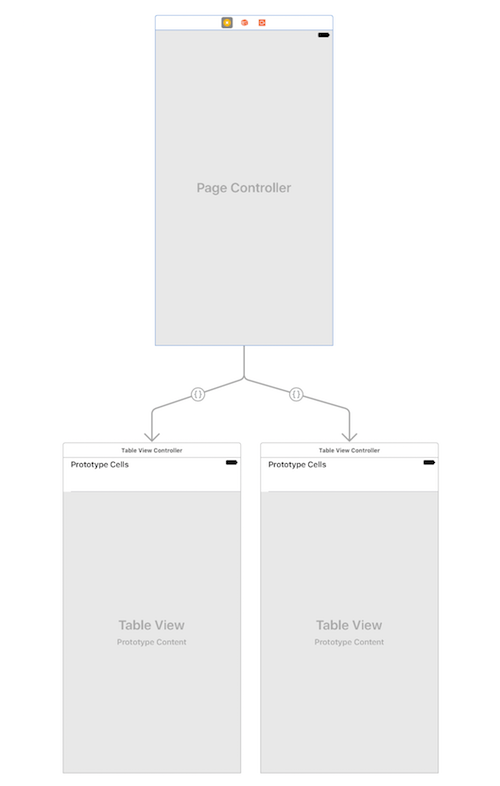 Page Controller
Table View Controller
Prototype Cells
Table View
Prototype Content
Table View Controller
Prototype Cells
Table View
Prototype Content